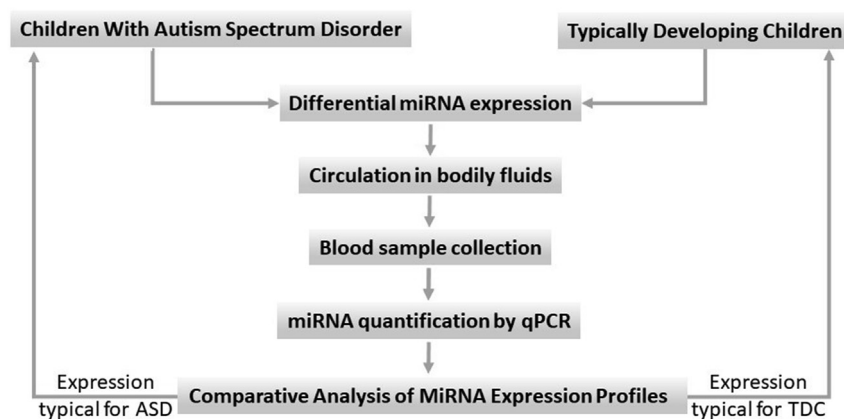 Children With Autism Spectrum Disorder
Typically Developing Children
Differential miRNA expression
Circulation in bodily fluids
Blood sample collection
miRNA quantification by qPCR
Comparative Analysis of MiRNA Expression Profiles
Expression
typical for ASD
Expression
typical for TDC